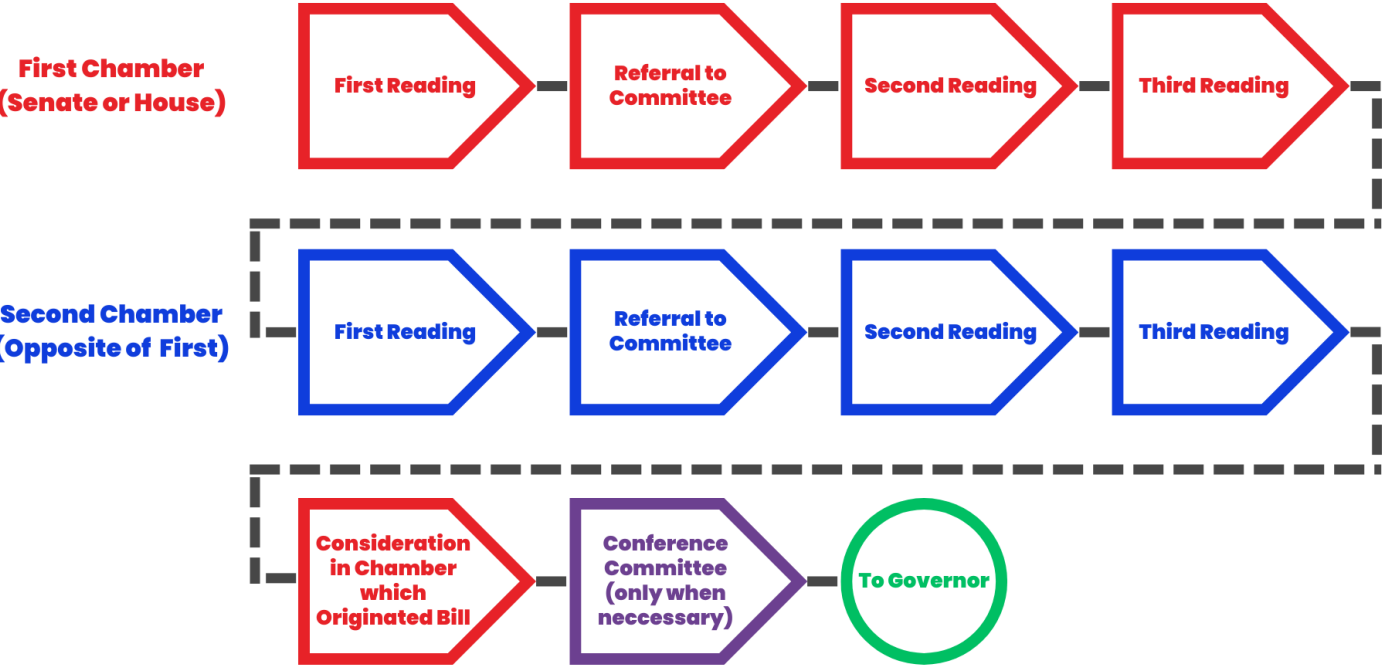 First Chamber
(Senate or House)
First Reading
Referral to
Committee
Second Reading
Third Reading
Second Chamber
(Opposite of First)
First Reading
Referral to
Committee
Second Reading
Third Reading
Consideration
in Chamber
which
Originated Bill
Conference
Committee
(only when
neccessary)
To Governor